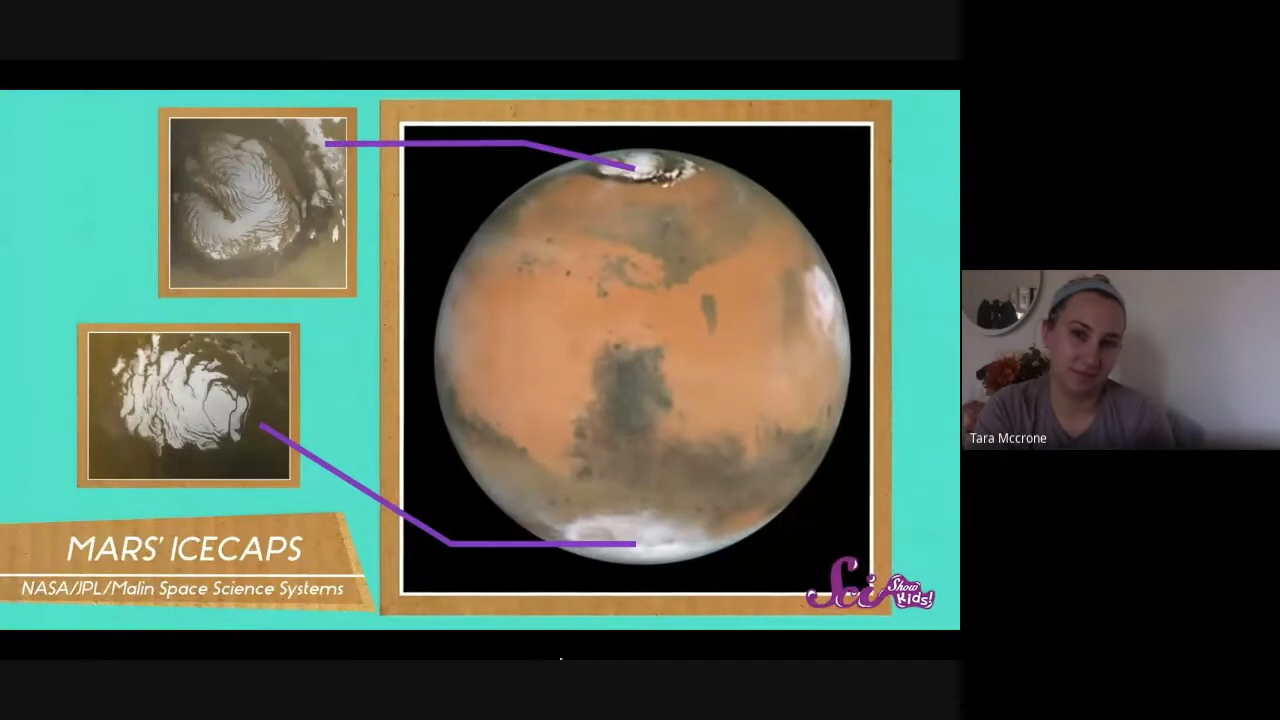 MARS' ICECAPS
NASA/JPL/Malin Space Science Systems
Sci Show Kids!
Tara Mccrone